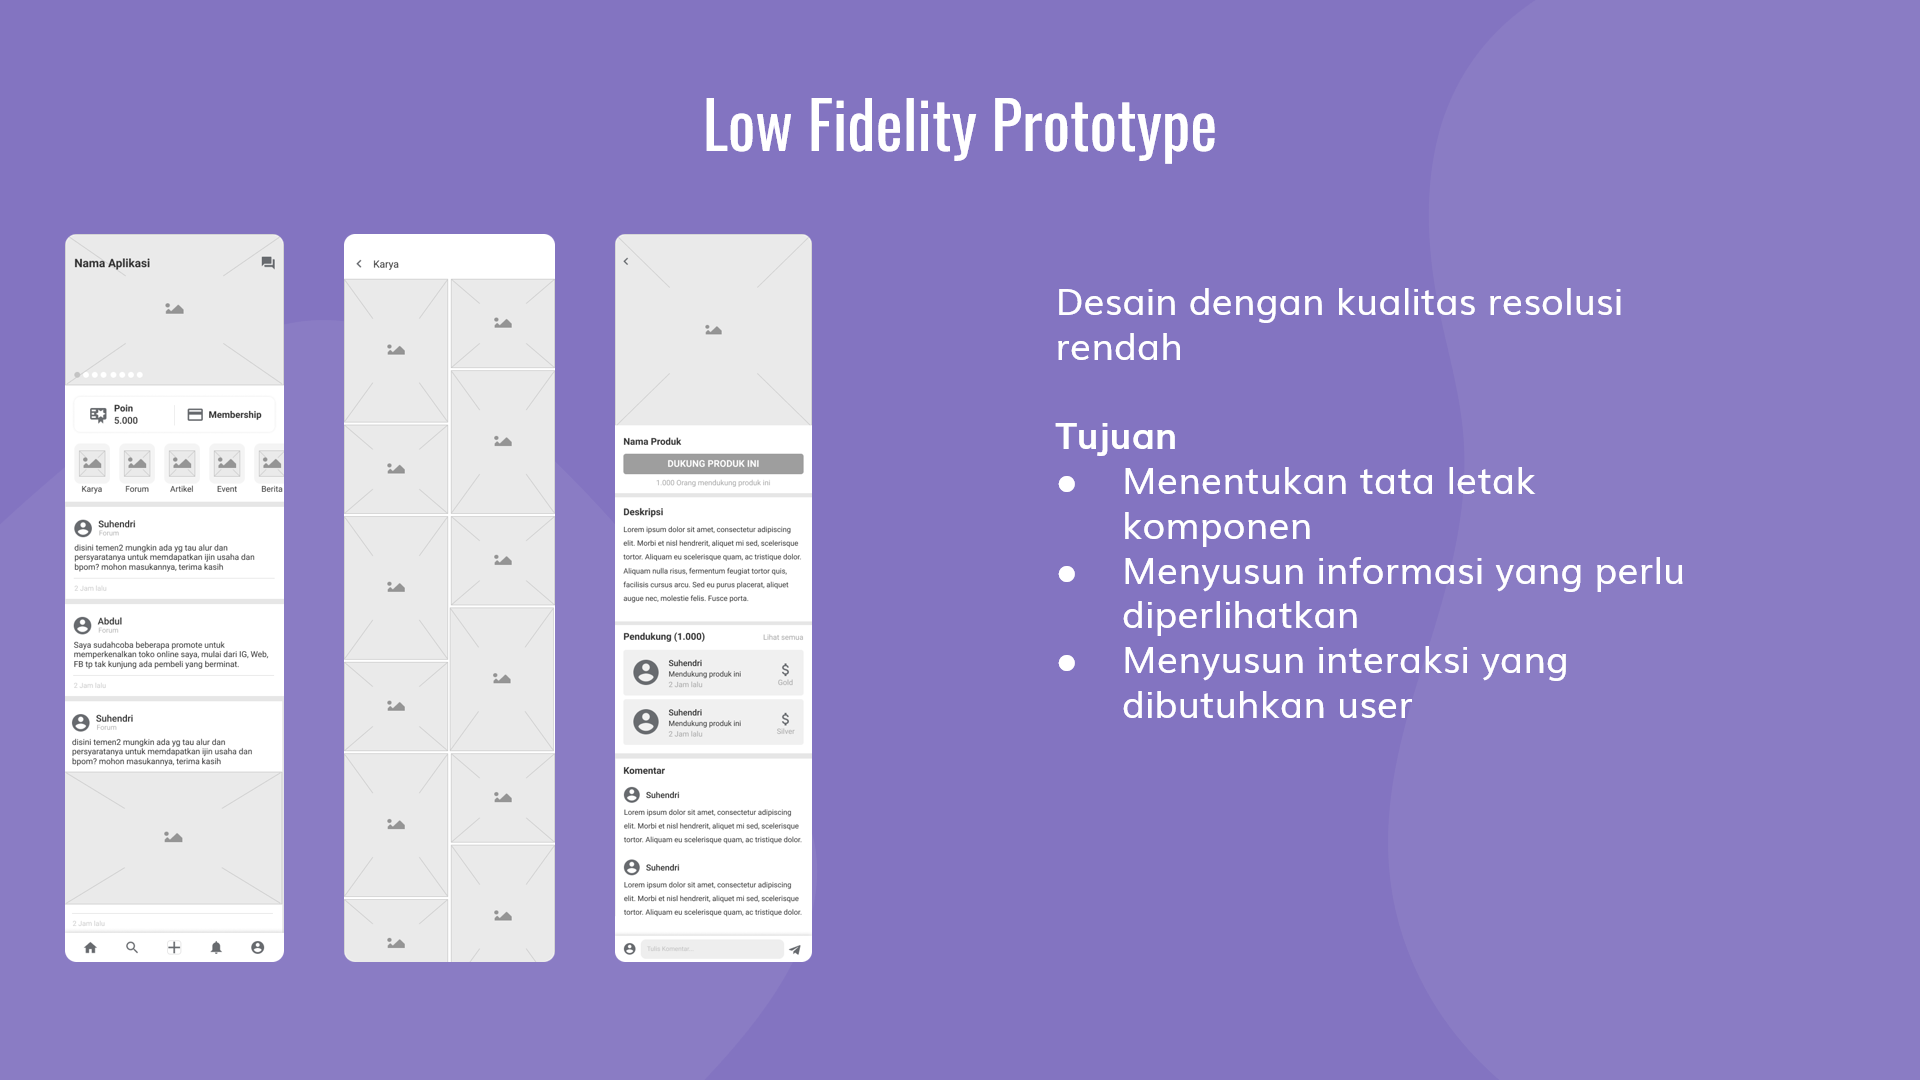 Low Fidelity Prototype
Nama Aplikasi
Poin
5.000
Membership
Karya
Forum
Artikel
Event
Berita
Suhendri
Forum
disini temen2 mungkin ada yg tau alur dan
persyaratanya untuk memdapatkan ijin usaha dan
bpom? mohon masukannya, terima kasih
2 Jam lalu
Abdul
Forum
Saya sudahcoba beberapa promote untuk
memperkenalkan toko online saya, mulai dari IG, Web,
FB tp tak kunjung ada pembeli yang berminat.
2 Jam lalu
Suhendri
Forum
disini temen2 mungkin ada yg tau alur dan
persyaratanya untuk memdapatkan ijin usaha dan
bpom? mohon masukannya, terima kasih
2 Jam lalu
Karya
Nama Produk
DUKUNG PRODUK INI
1.000 Orang mendukung produk ini
Deskripsi
Lorem ipsum dolor sit amet, consectetur adipiscing
elit. Morbi et nisl hendrerit, aliquet mi sed, scelerisque
tortor. Aliquam eu scelerisque quam, ac tristique dolor.
Aliquam nulla risus, fermentum feugiat tortor quis,
facilisis cursus arcu. Sed eu purus placerat, aliquet
augue nec, molestie felis. Fusce porta.
Pendukung (1.000)
Lihat semua
Suhendri
Mendukung produk ini
2 Jam lalu
$
Gold
Suhendri
Mendukung produk ini
2 Jam lalu
$
Silver
Komentar
Suhendri
Lorem ipsum dolor sit amet, consectetur adipiscing
elit. Morbi et nisl hendrerit, aliquet mi sed, scelerisque
tortor. Aliquam eu scelerisque quam, ac tristique dolor.
Suhendri
Lorem ipsum dolor sit amet, consectetur adipiscing
elit. Morbi et nisl hendrerit, aliquet mi sed, scelerisque
tortor. Aliquam eu scelerisque quam, ac tristique dolor.
Tulis Komentar...
Desain dengan kualitas resolusi
rendah
Tujuan
● Menentukan tata letak
komponen
● Menyusun informasi yang perlu
diperlihatkan
● Menyusun interaksi yang
dibutuhkan user